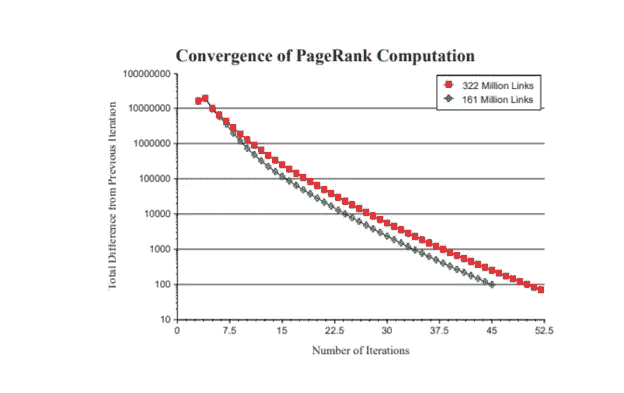 Convergence of PageRank Computation
100000000
10000000
1000000
100000
10000
1000
100
10
Total Difference from Previous Iteration
322 Million Links
161 Million Links
0 7.5 15 22.5 30 37.5 45 52.5
Number of Iterations